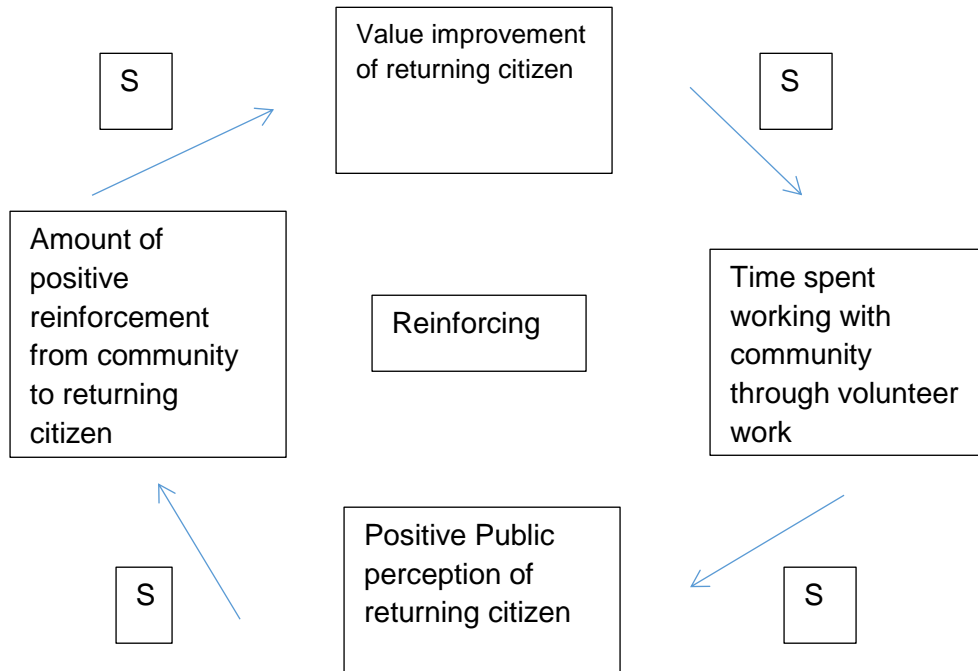 Value improvement
of returning citizen
S
S
Amount of
positive
reinforcement
from community
to returning
citizen
Reinforcing
Time spent
working with
community
through volunteer
work
Positive Public
perception of
returning citizen
S
S